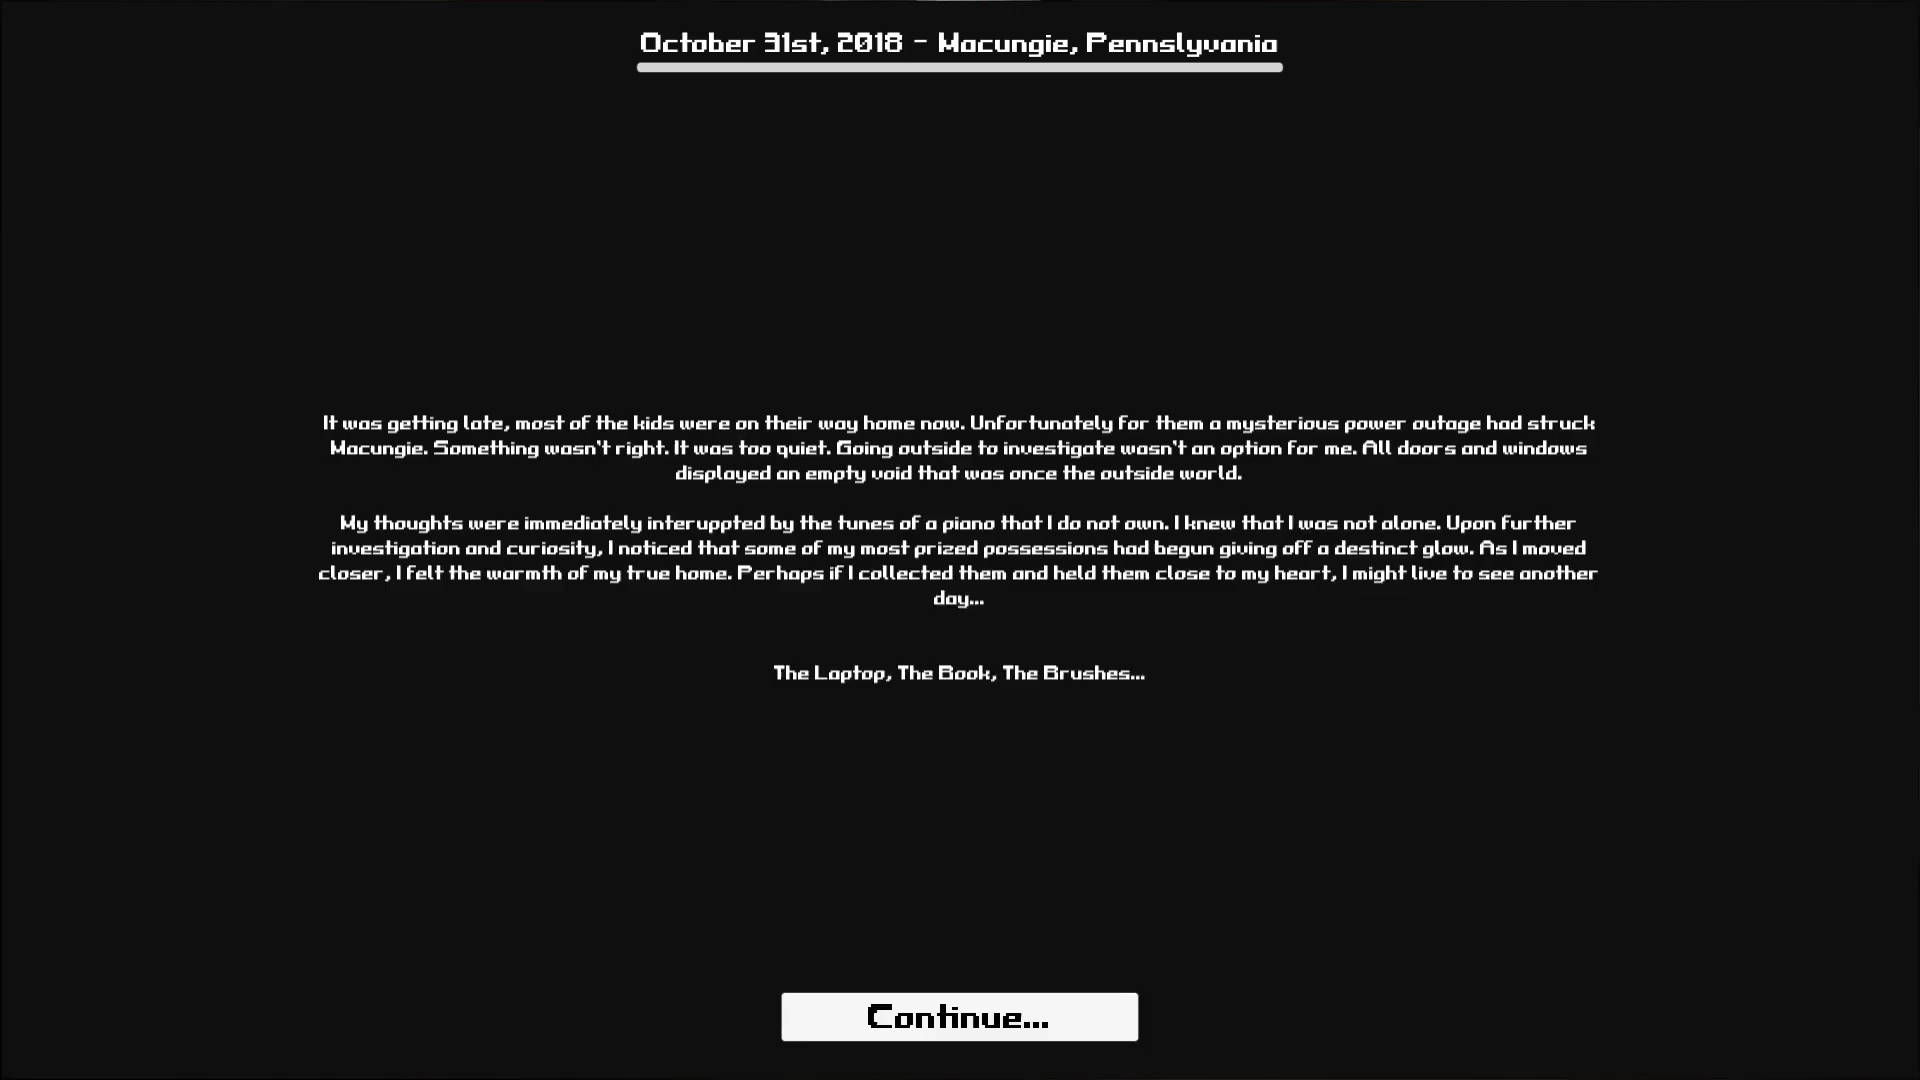 October 31st, 2018 - Macungie, Pennslyvania
It was getting late, most of the kids were on their way home now. Unfortunately for them a mysterious power outage had struck
Macungie. Something wasn't right. It was too quiet. Going outside to investigate wasn't an option for me. All doors and windows
displayed an empty void that was once the outside world.
My thoughts were immediately interuppted by the tunes of a piano that I do not own. I knew that I was not alone. Upon further
investigation and curiosity, I noticed that some of my most prized possessions had begun giving off a destinct glow. As I moved
closer, I felt the warmth of my true home. Perhaps if I collected them and held them close to my heart, I might live to see another
day...
The Laptop, The Book, The Brushes...
Continue...